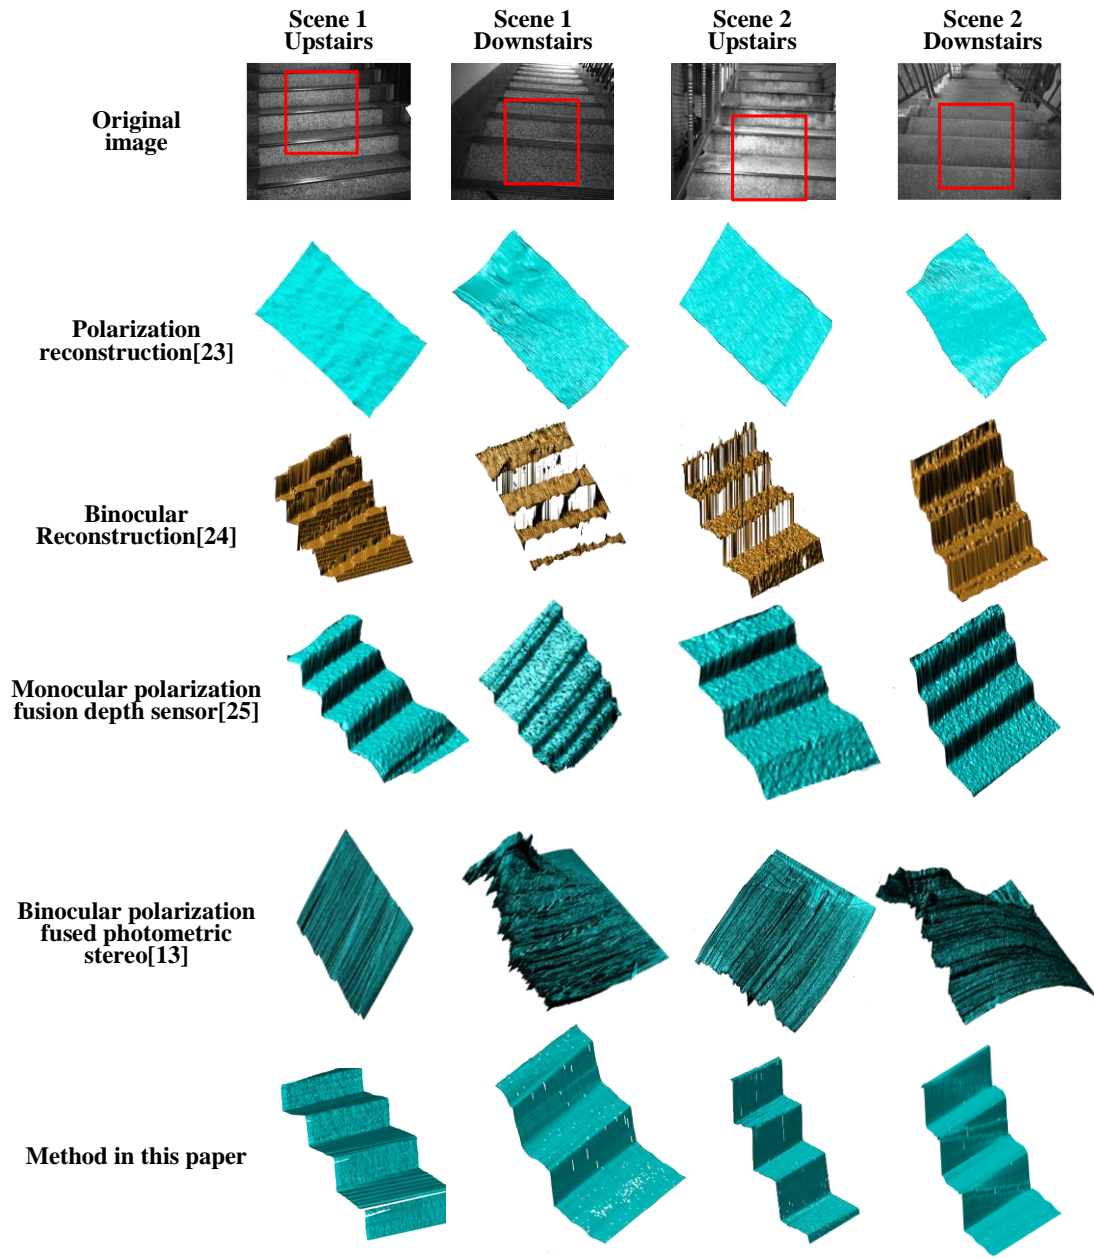 Scene 1
Upstairs
Scene 1
Downstairs
Scene 2
Upstairs
Scene 2
Downstairs
Original
image
Polarization
reconstruction[23]
Binocular
Reconstruction[24]
Monocular polarization
fusion depth sensor[25]
Binocular polarization
fused photometric
stereo[13]
Method in this paper